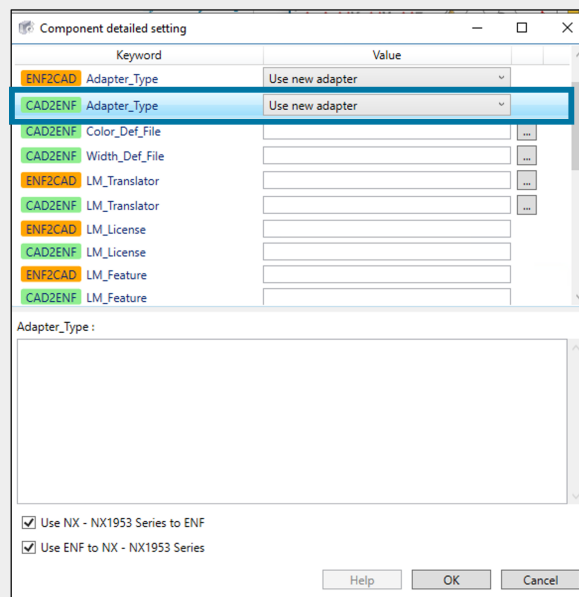 Component detailed setting
Keyword Value
ENF2CAD Adapter_Type Use new adapter
CAD2ENF Adapter_Type Use new adapter
CAD2ENF Color_Def_File ...
CAD2ENF Width_Def_File ...
ENF2CAD LM_Translator ...
CAD2ENF LM_Translator ...
ENF2CAD LM_License
CAD2ENF LM_License
ENF2CAD LM_Feature
CAD2ENF LM_Feature
Adapter_Type :
Use NX - NX1953 Series to ENF
Use ENF to NX - NX1953 Series
Help OK Cancel